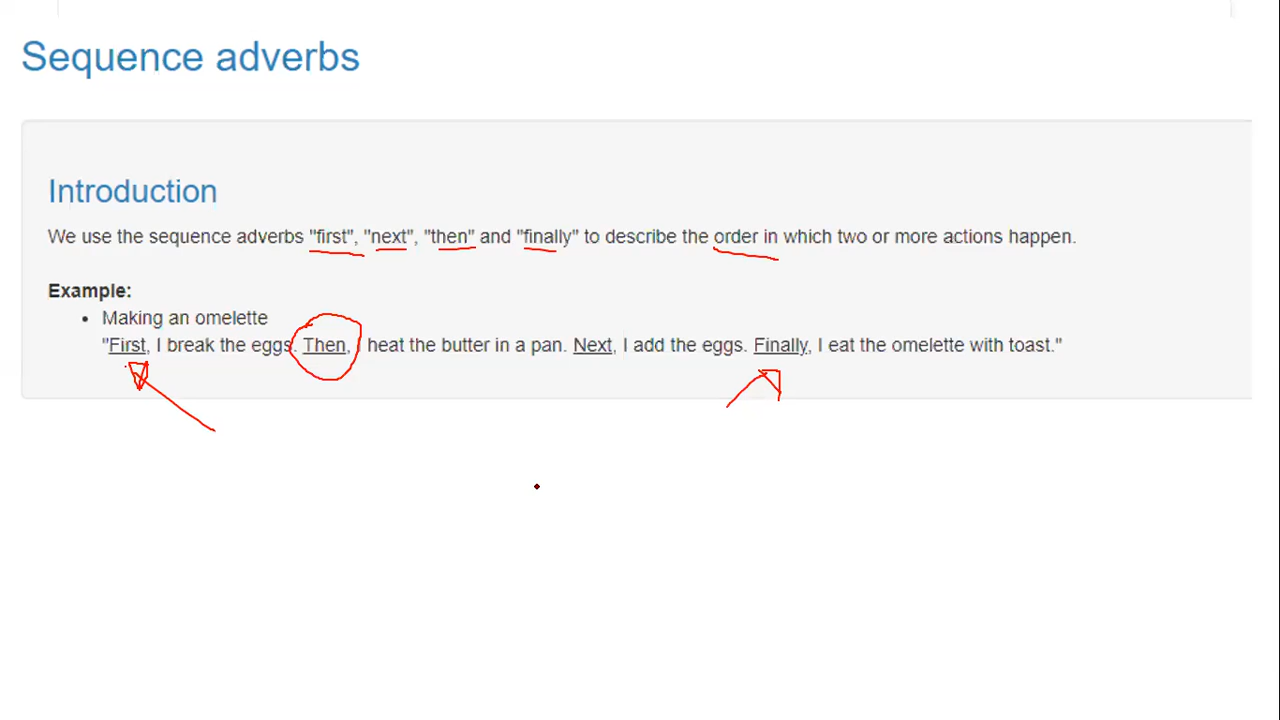 Sequence adverbs
Introduction
We use the sequence adverbs "first", "next", "then" and "finally" to describe the order in which two or more actions happen.
Example:
• Making an omelette
"First, I break the eggs. Then, I heat the butter in a pan. Next, I add the eggs. Finally, I eat the omelette with toast."